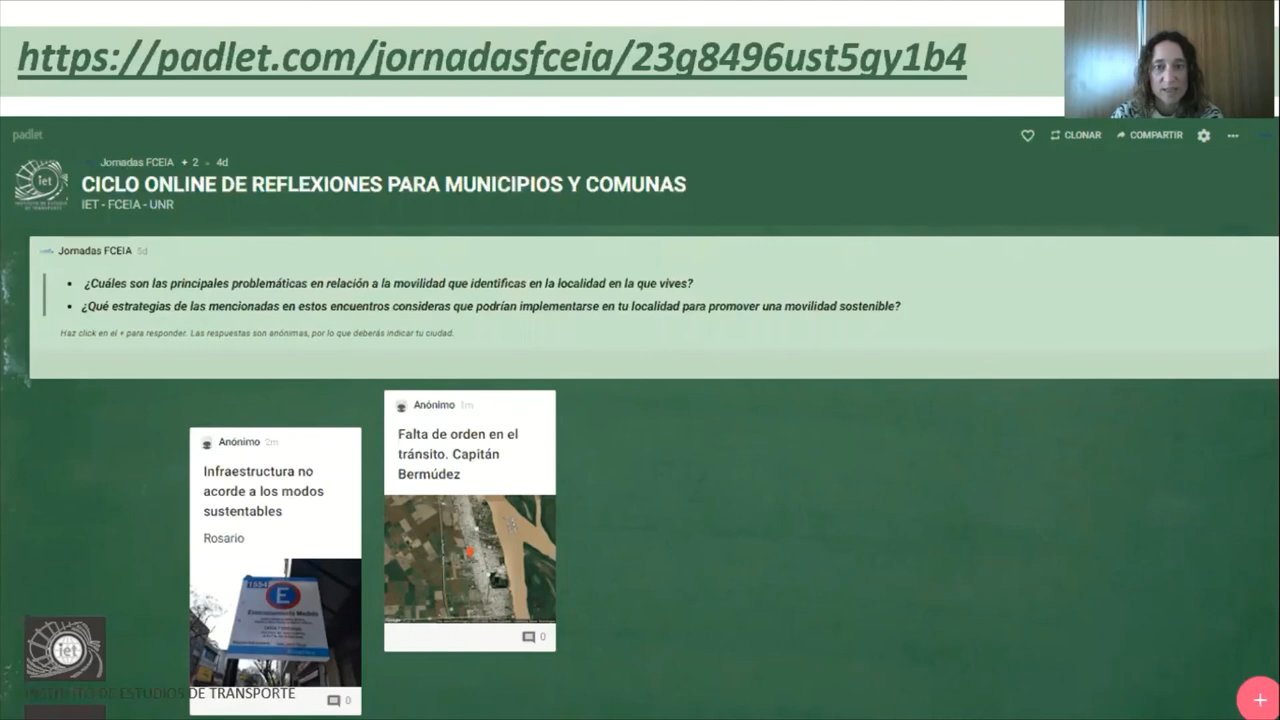 https://padlet.com/jornadasfceia/23g8496ust5gy1b4
padlet
CLONAR
COMPARTIR
Jornadas FCEIA + 2 • 4d
CICLO ONLINE DE REFLEXIONES PARA MUNICIPIOS Y COMUNAS
IET - FCEIA - UNR
iet
Jornadas FCEIA 5d
• ¿Cuáles son las principales problemáticas en relación a la movilidad que identificas en la localidad en la que vives?
• ¿Qué estrategias de las mencionadas en estos encuentros consideras que podrían implementarse en tu localidad para promover una movilidad sostenible?
Haz click en el + para responder. Las respuestas son anónimas, por lo que deberás indicar tu ciudad.
Anónimo 2m
Infraestructura no
acorde a los modos
sustentables
Rosario
1554
E
Estacionamiento Medido
0
Anónimo 1m
Falta de orden en el
tránsito. Capitán
Bermúdez
0
iet
INSTITUTO DE ESTUDIOS DE TRANSPORTE